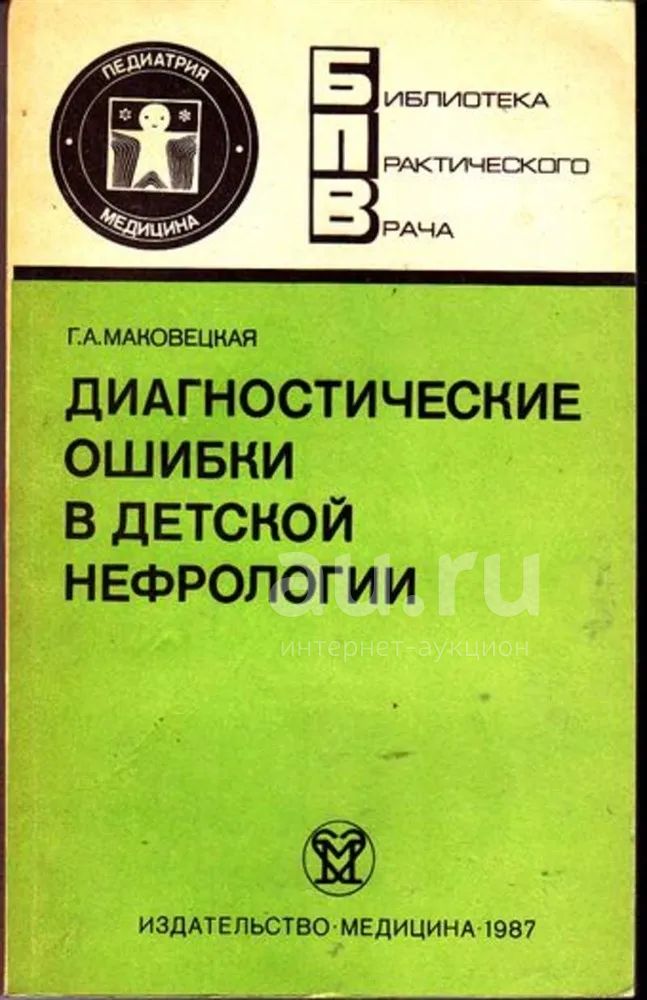 ПЕДИАТРИЯ
МЕДИЦИНА
БИБЛИОТЕКА
ПРАКТИЧЕСКОГО
ВРАЧА
Г.А.МАКОВЕЦКАЯ
ДИАГНОСТИЧЕСКИЕ
ОШИБКИ
В ДЕТСКОЙ
НЕФРОЛОГИИ
au.ru
интернет-аукцион
ИЗДАТЕЛЬСТВО·МЕДИЦИНА·1987